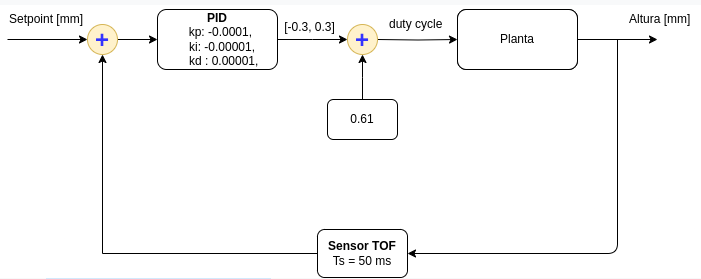 Setpoint [mm]
+
PID
kp: -0.0001,
ki: -0.00001,
kd : 0.00001,
[-0.3, 0.3]
+
duty cycle
Planta
Altura [mm]
0.61
Sensor TOF
Ts = 50 ms